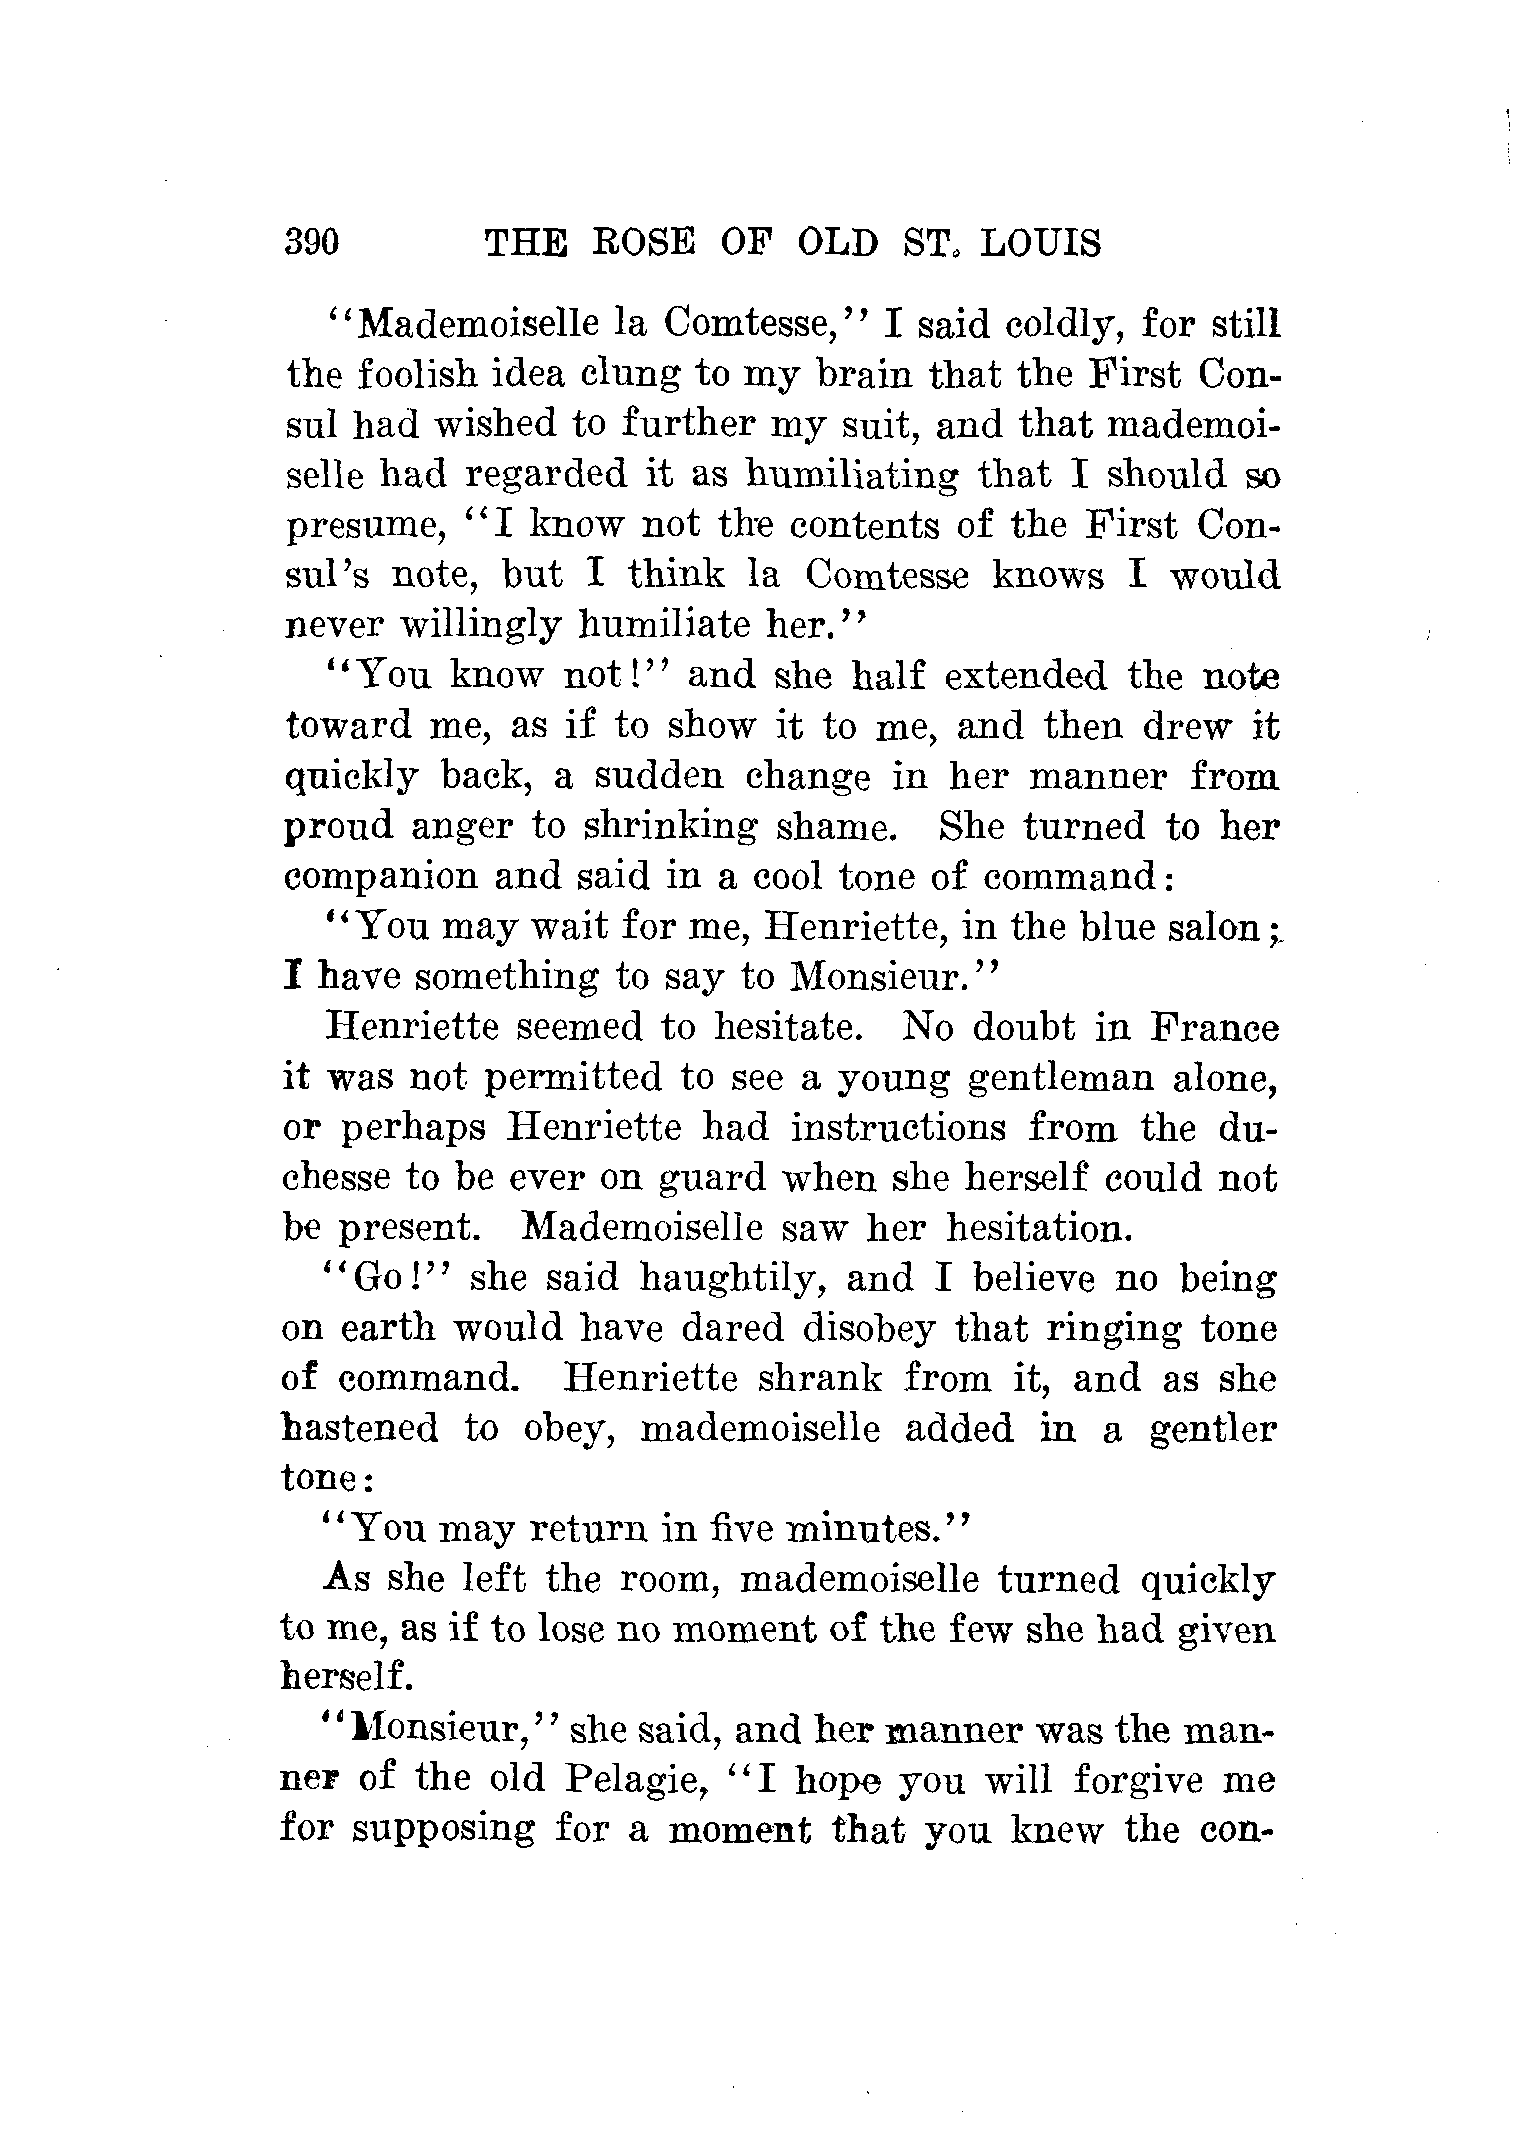 390 THE ROSE OF OLD ST. LOUIS
"Mademoiselle la Comtesse," I said coldly, for still
the foolish idea clung to my brain that the First Con-
sul had wished to further my suit, and that mademoi-
selle had regarded it as humiliating that I should so
presume, "I know not the contents of the First Con-
sul's note, but I think la Comtesse knows I would
never willingly humiliate her."
"You know not!" and she half extended the note
toward me, as if to show it to me, and then drew it
quickly back, a sudden change in her manner from
proud anger to shrinking shame. She turned to her
companion and said in a cool tone of command:
"You may wait for me, Henriette, in the blue salon;
I have something to say to Monsieur."
Henriette seemed to hesitate. No doubt in France
it was not permitted to see a young gentleman alone,
or perhaps Henriette had instructions from the du-
chesse to be ever on guard when she herself could not
be present. Mademoiselle saw her hesitation.
"Go!" she said haughtily, and I believe no being
on earth would have dared disobey that ringing tone
of command. Henriette shrank from it, and as she
hastened to obey, mademoiselle added in a gentler
tone:
"You may return in five minutes."
As she left the room, mademoiselle turned quickly
to me, as if to lose no moment of the few she had given
herself.
"Monsieur," she said, and her manner was the man-
ner of the old Pelagie, "I hope you will forgive me
for supposing for a moment that you knew the con-